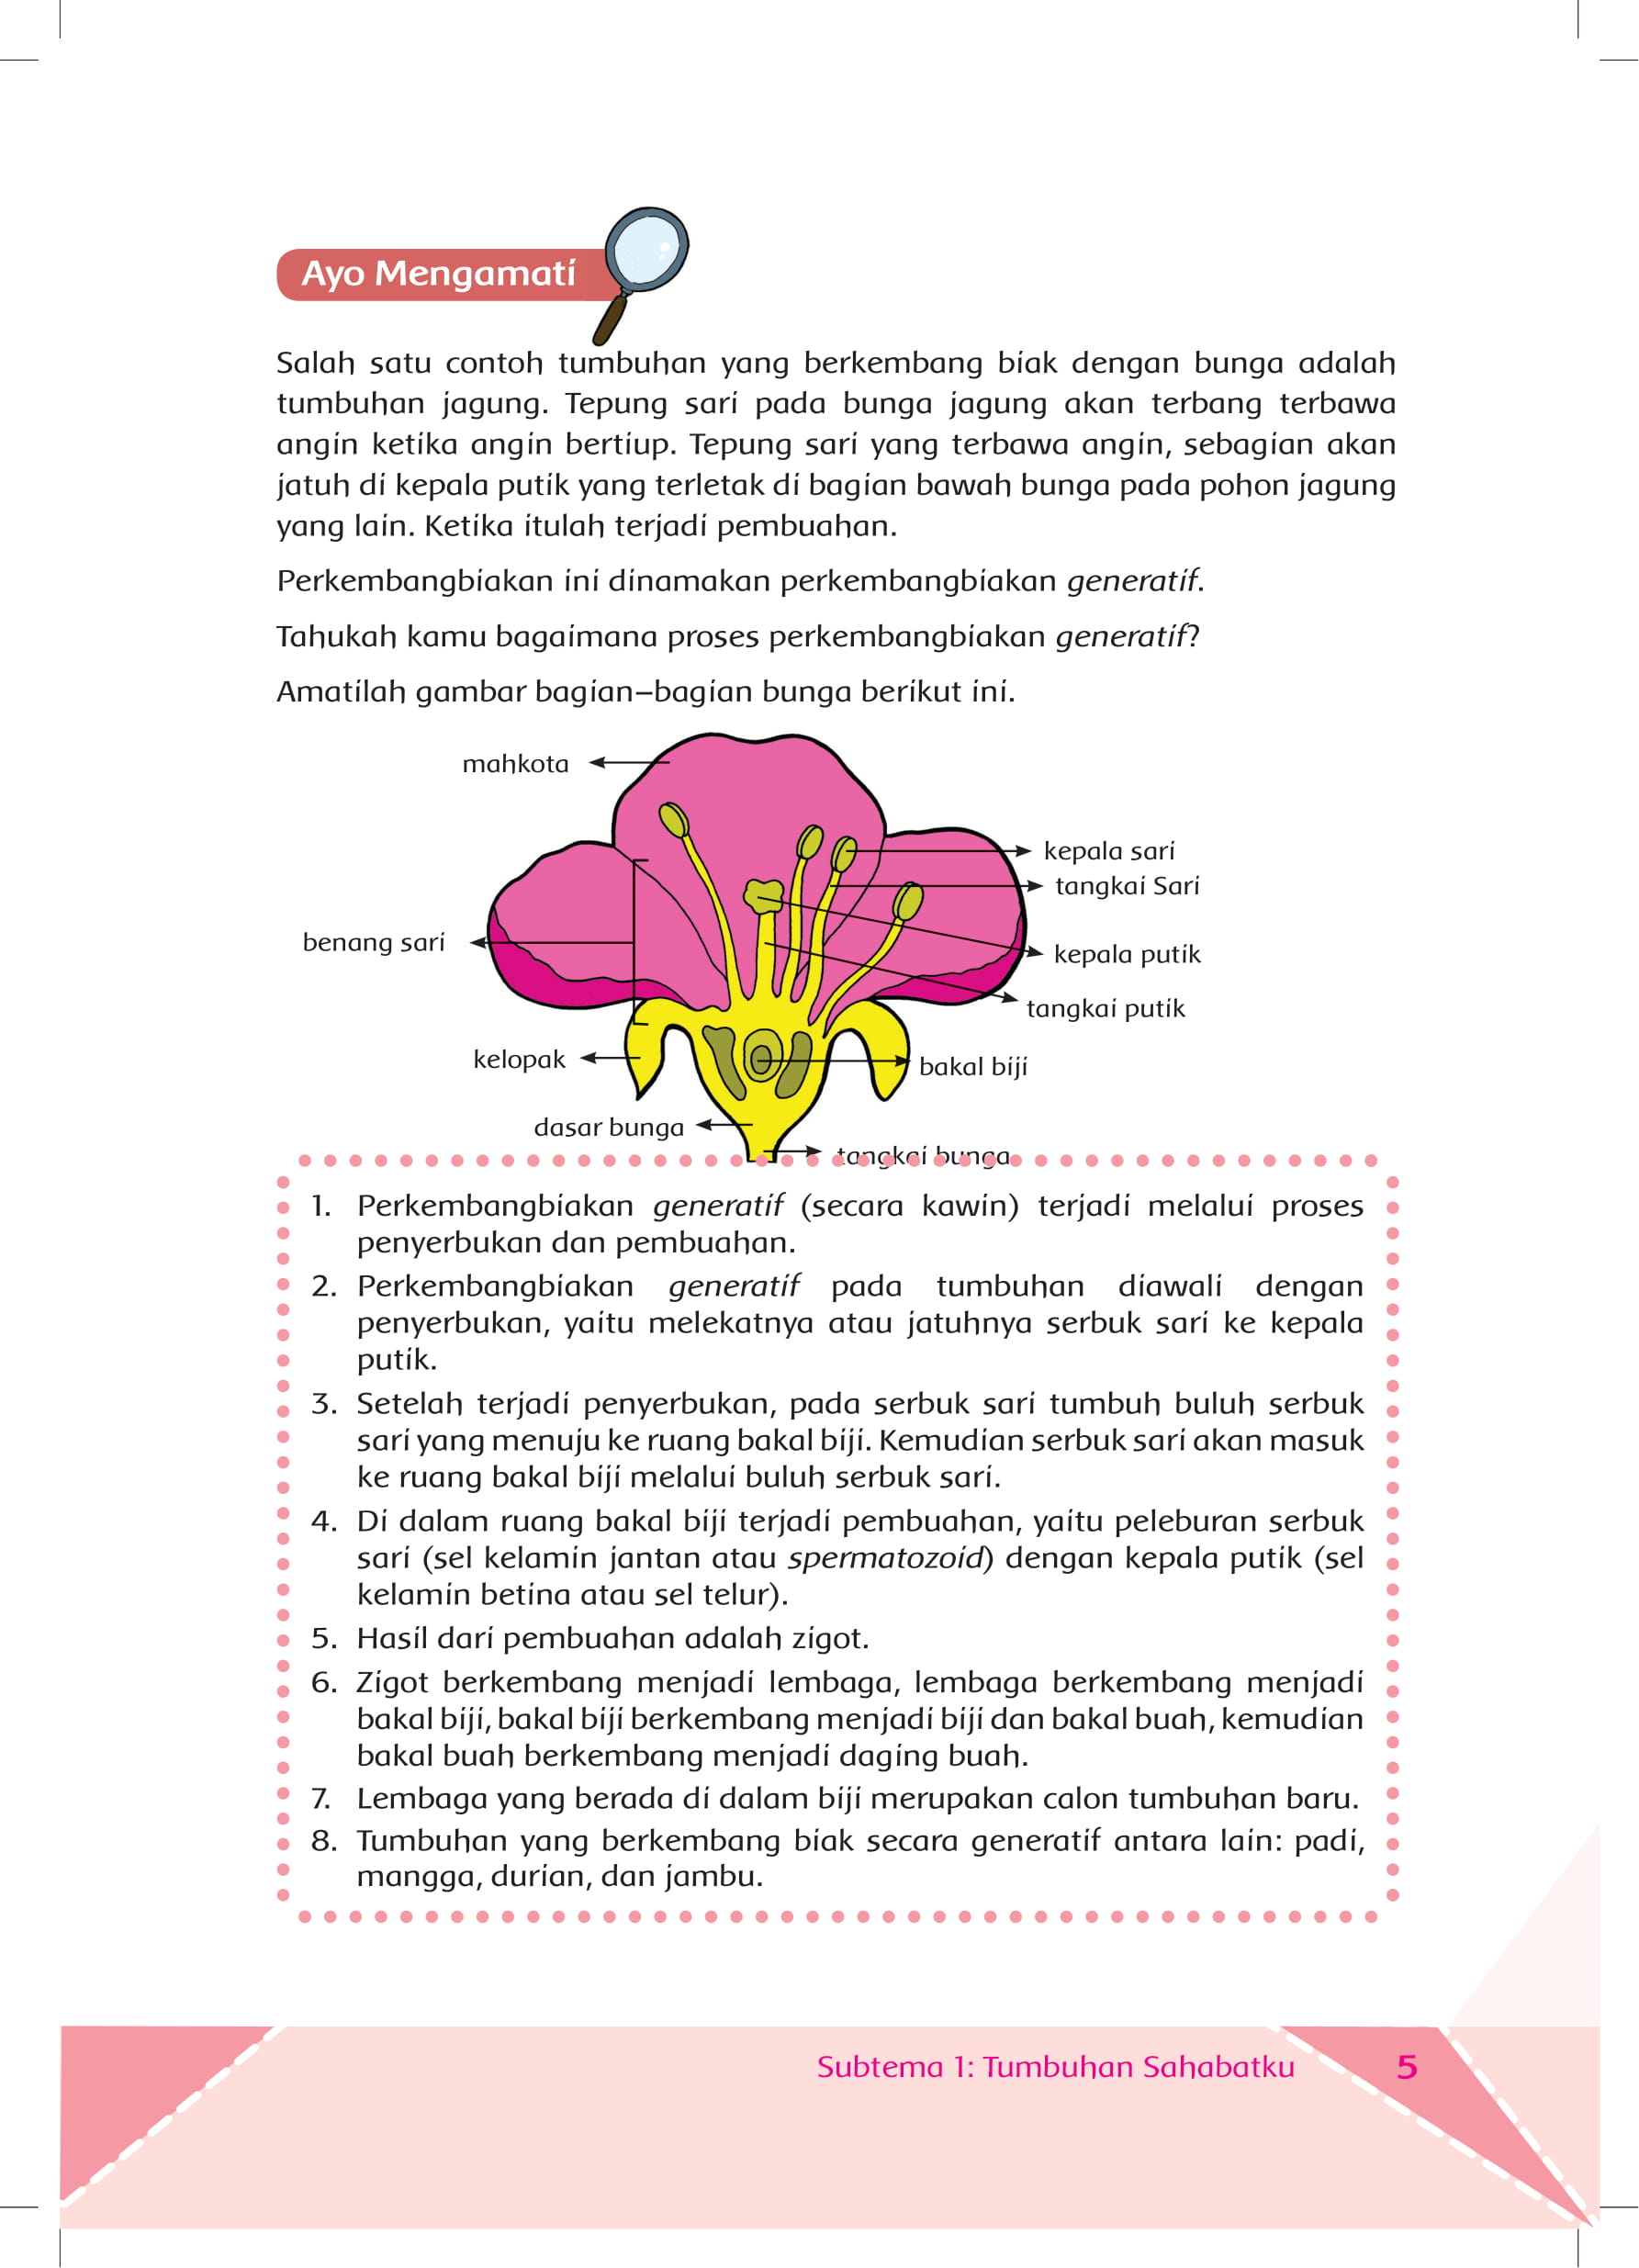 Ayo Mengamati
Salah satu contoh tumbuhan yang berkembang biak dengan bunga adalah
tumbuhan jagung. Tepung sari pada bunga jagung akan terbang terbawa
angin ketika angin bertiup. Tepung sari yang terbawa angin, sebagian akan
jatuh di kepala putik yang terletak di bagian bawah bunga pada pohon jagung
yang lain. Ketika itulah terjadi pembuahan.
Perkembangbiakan ini dinamakan perkembangbiakan generatif.
Tahukah kamu bagaimana proses perkembangbiakan generatif?
Amatilah gambar bagian–bagian bunga berikut ini.
mahkota
kepala sari
tangkai Sari
benang sari
kepala putik
tangkai putik
kelopak
bakal biji
dasar bunga
tangkai bunga
1. Perkembangbiakan generatif (secara kawin) terjadi melalui proses
penyerbukan dan pembuahan.
2. Perkembangbiakan generatif pada tumbuhan diawali dengan
penyerbukan, yaitu melekatnya atau jatuhnya serbuk sari ke kepala
putik.
3. Setelah terjadi penyerbukan, pada serbuk sari tumbuh buluh serbuk
sari yang menuju ke ruang bakal biji. Kemudian serbuk sari akan masuk
ke ruang bakal biji melalui buluh serbuk sari.
4. Di dalam ruang bakal biji terjadi pembuahan, yaitu peleburan serbuk
sari (sel kelamin jantan atau spermatozoid) dengan kepala putik (sel
kelamin betina atau sel telur).
5. Hasil dari pembuahan adalah zigot.
6. Zigot berkembang menjadi lembaga, lembaga berkembang menjadi
bakal biji, bakal biji berkembang menjadi biji dan bakal buah, kemudian
bakal buah berkembang menjadi daging buah.
7. Lembaga yang berada di dalam biji merupakan calon tumbuhan baru.
8. Tumbuhan yang berkembang biak secara generatif antara lain: padi,
mangga, durian, dan jambu.
Subtema 1: Tumbuhan Sahabatku 5